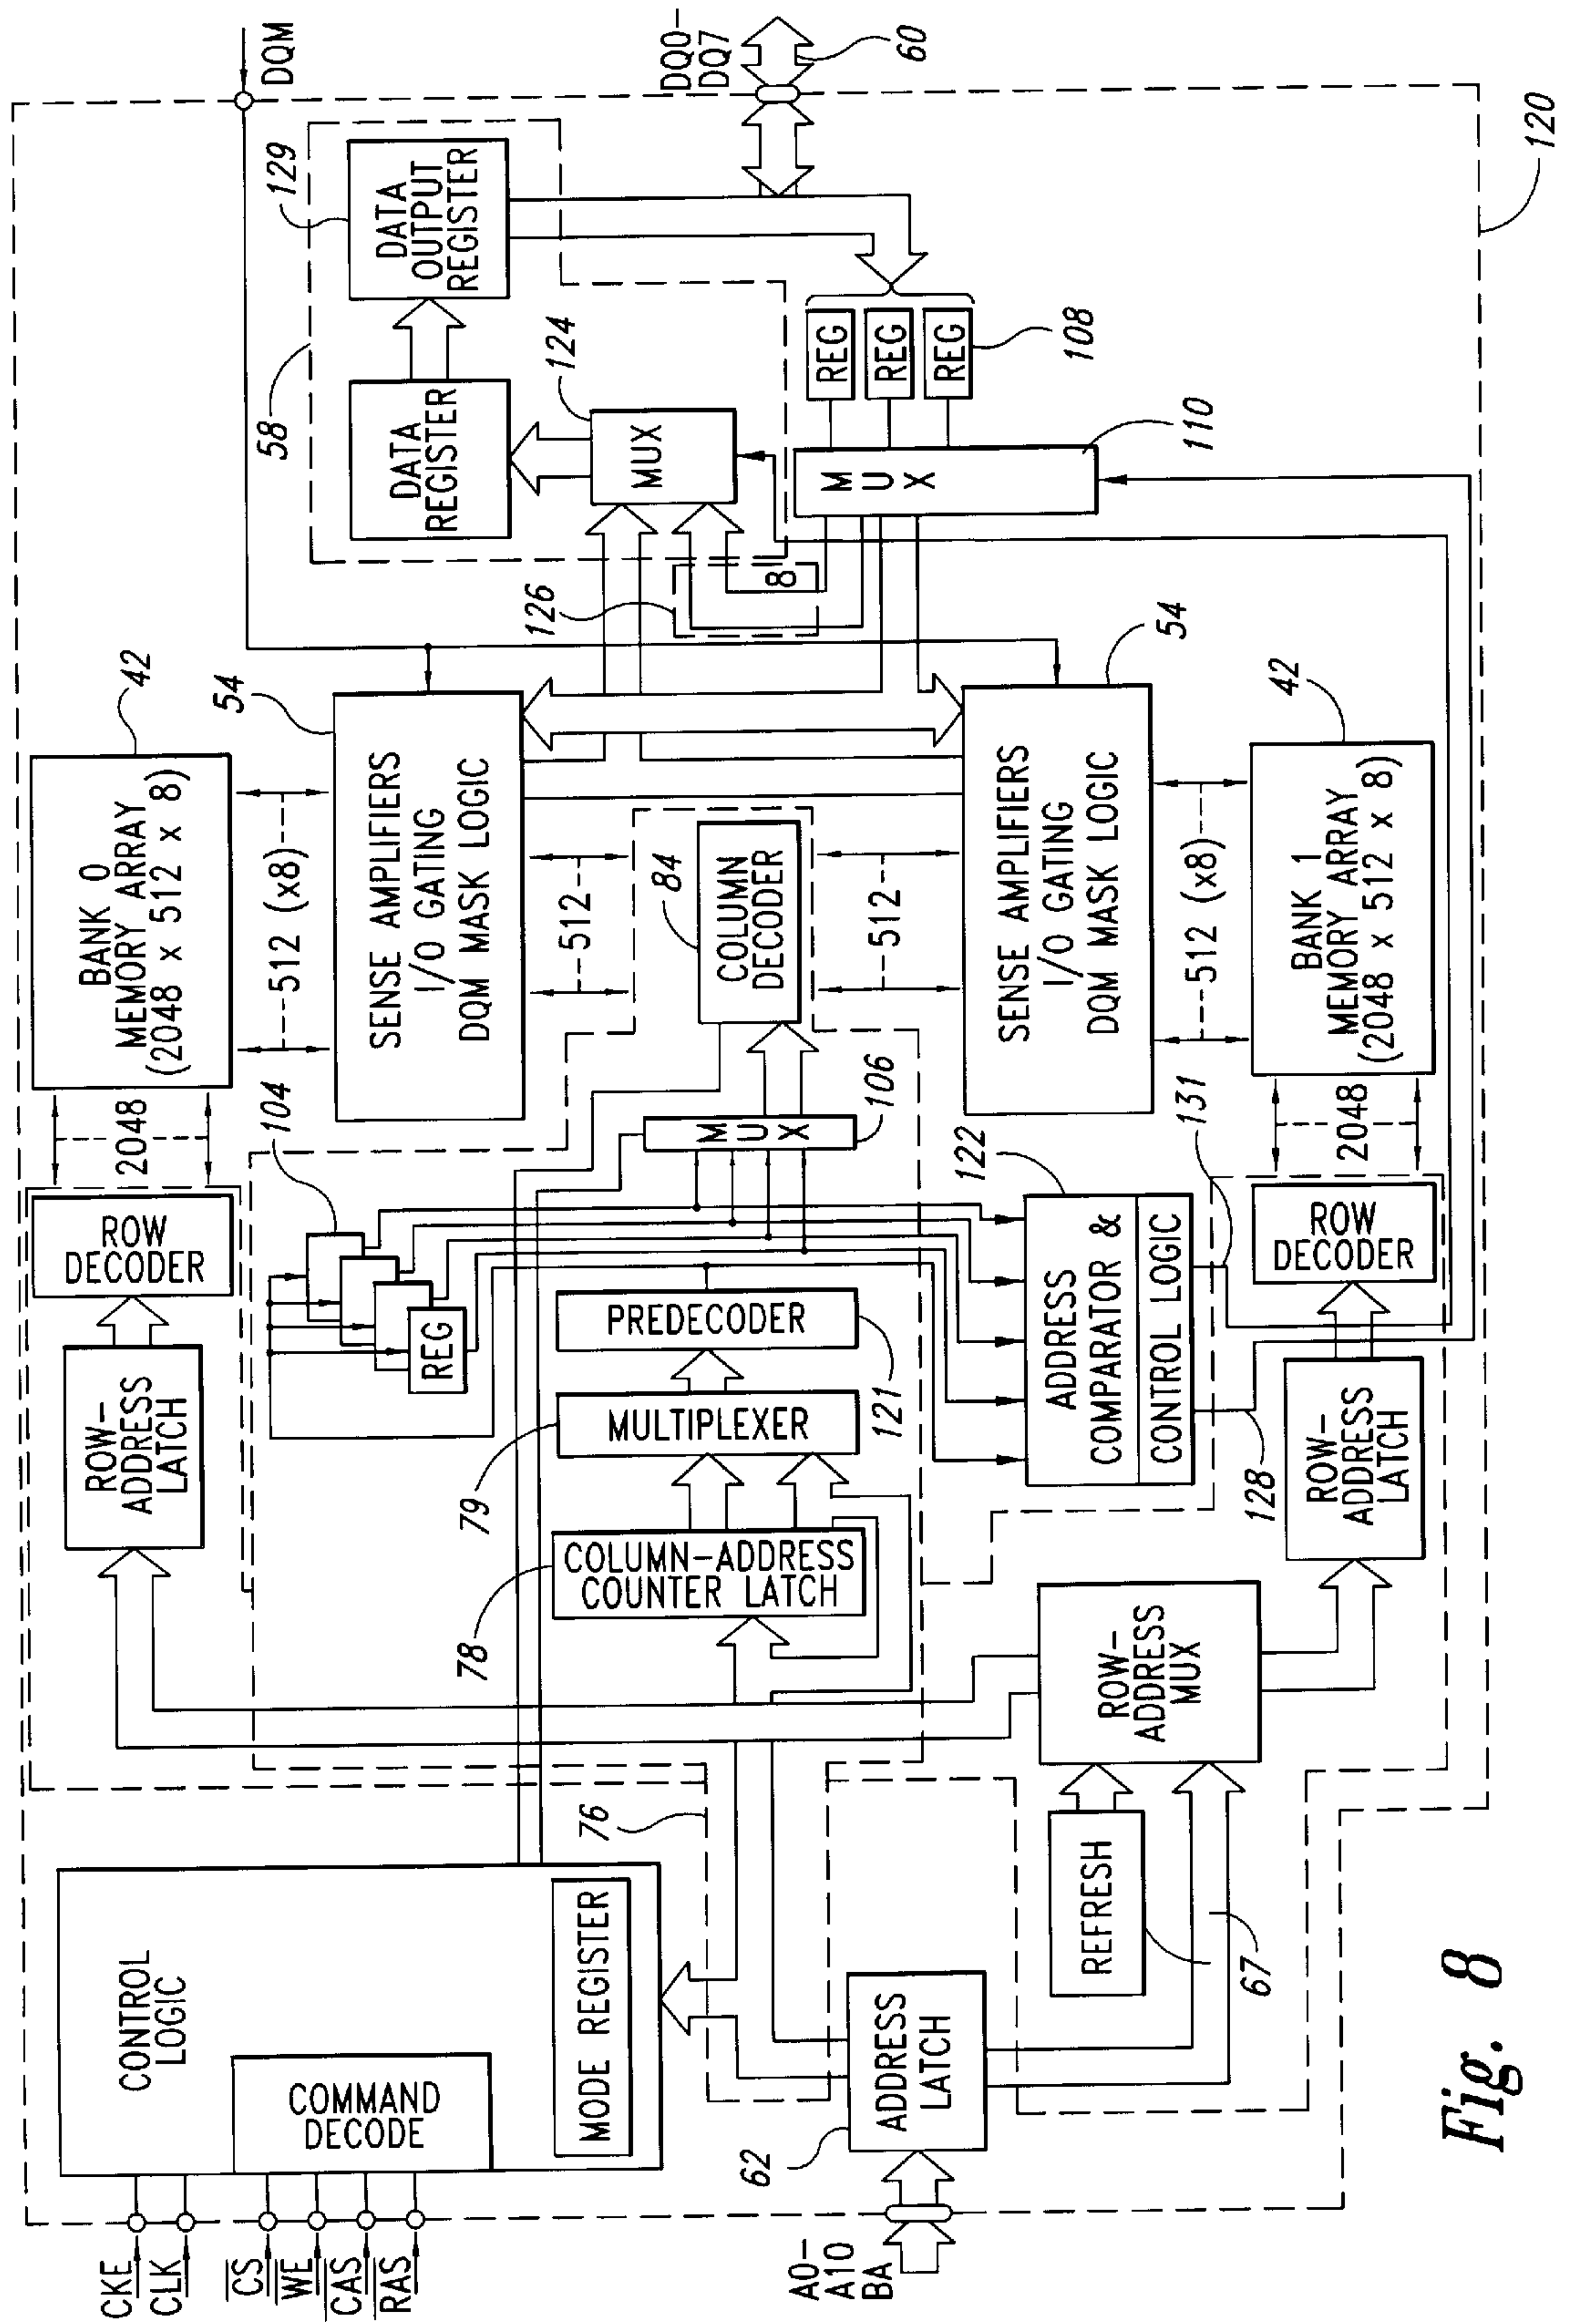 CKE
CLK
CS
WE
CAS
RAS
CONTROL
LOGIC
COMMAND
DECODE
MODE REGISTER
A0-
A10
BA
62
ADDRESS
LATCH
76
REFRESH
67
ROW-
ADDRESS
MUX
ROW-
ADDRESS
LATCH
ROW
DECODER
2048
BANK 0
MEMORY ARRAY
(2048 x 512 x 8)
42
512 (x8)
54
SENSE AMPLIFIERS
I/O GATING
DQM MASK LOGIC
512
104
REG
78
COLUMN-ADDRESS
COUNTER LATCH
79
MULTIPLEXER
PREDECODER
121
M
U
X
106
84
COLUMN
DECODER
512
SENSE AMPLIFIERS
I/O GATING
DQM MASK LOGIC
54
512 (x8)
BANK 1
MEMORY ARRAY
(2048 x 512 x 8)
42
122
ADDRESS
COMPARATOR &
CONTROL LOGIC
128
131
ROW-
ADDRESS
LATCH
ROW
DECODER
2048
DQM
58
DATA
REGISTER
129
DATA
OUTPUT
REGISTER
124
MUX
126
8
M
U
X
110
REG
REG
REG
108
DQ0-
DQ7
60
120
Fig. 8